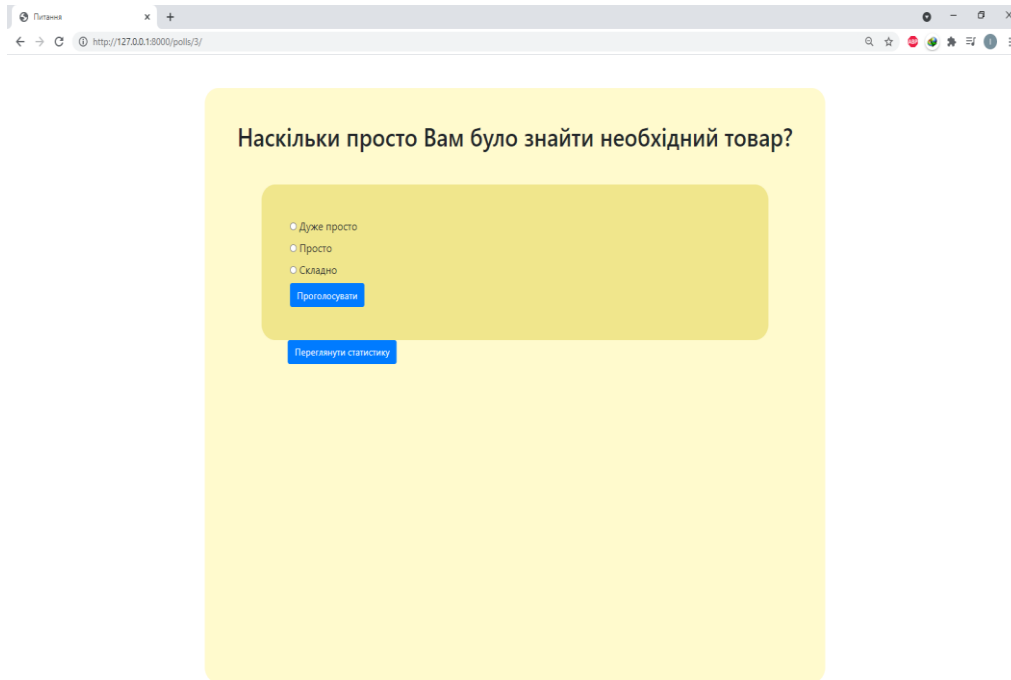 Питання
http://127.0.0.1:8000/polls/3/
ABP
Наскільки просто Вам було знайти необхідний товар?
Дуже просто
Просто
Складно
Проголосувати
Переглянути статистику